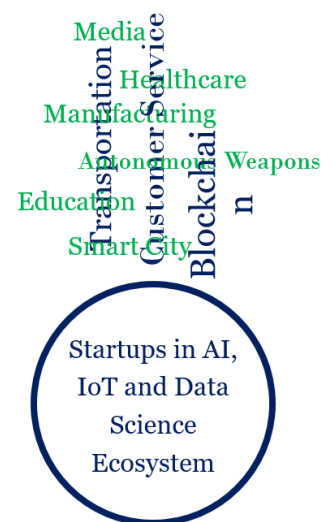 Media
Healthcare
Manufacturing
Autonomous Weapons
Education
Smart City
Transportation
Customer Service
Blockchai
n
Startups in AI,
IoT and Data
Science
Ecosystem